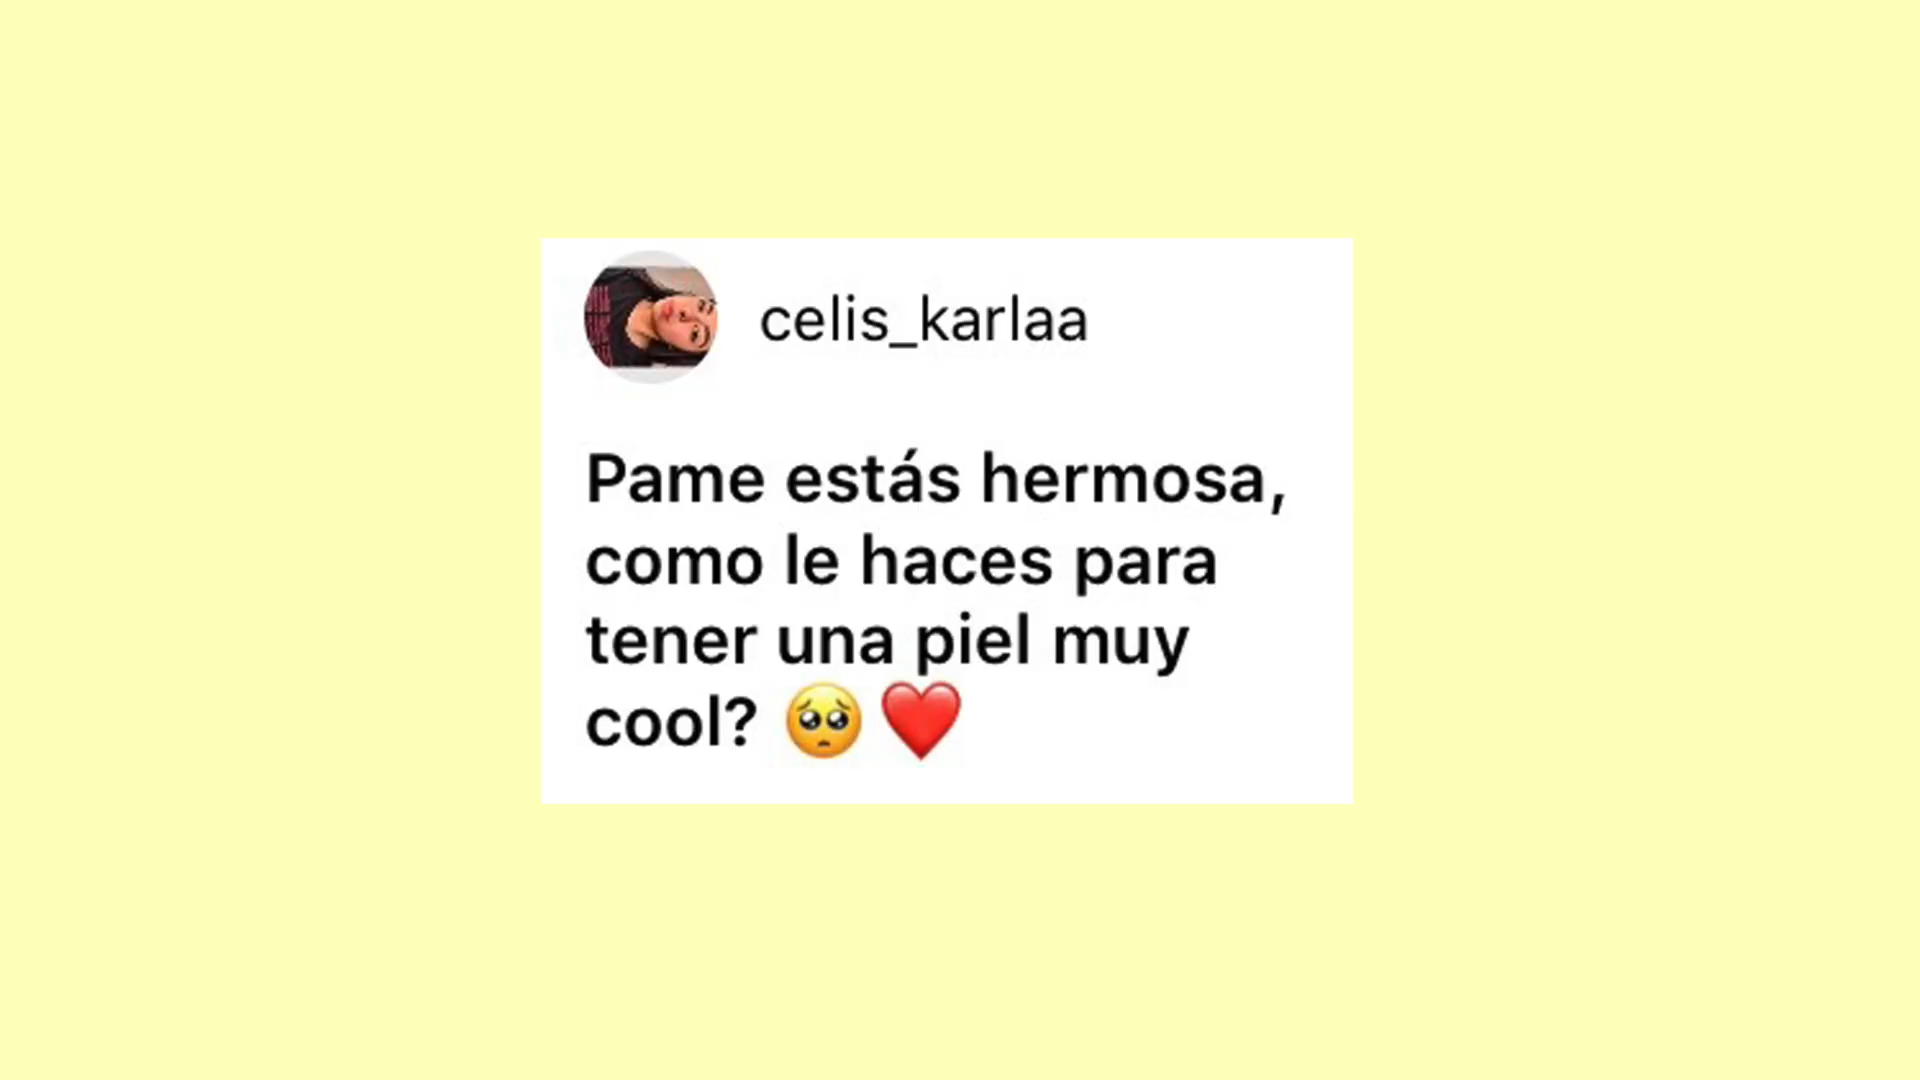 celis_karlaa
Pame estás hermosa,
como le haces para
tener una piel muy
cool? 🥺❤️